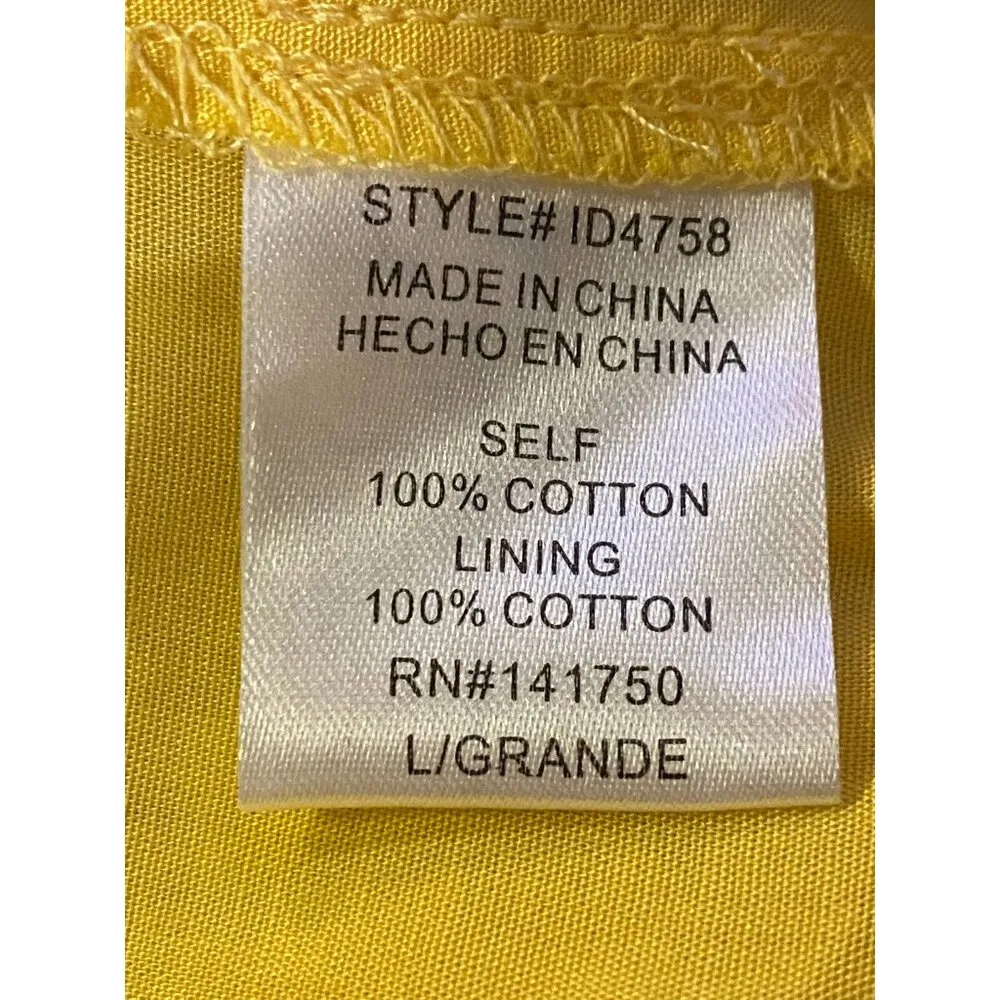 STYLE# ID4758
MADE IN CHINA
HECHO EN CHINA
SELF
100% COTTON
LINING
100% COTTON
RN#141750
L/GRANDE